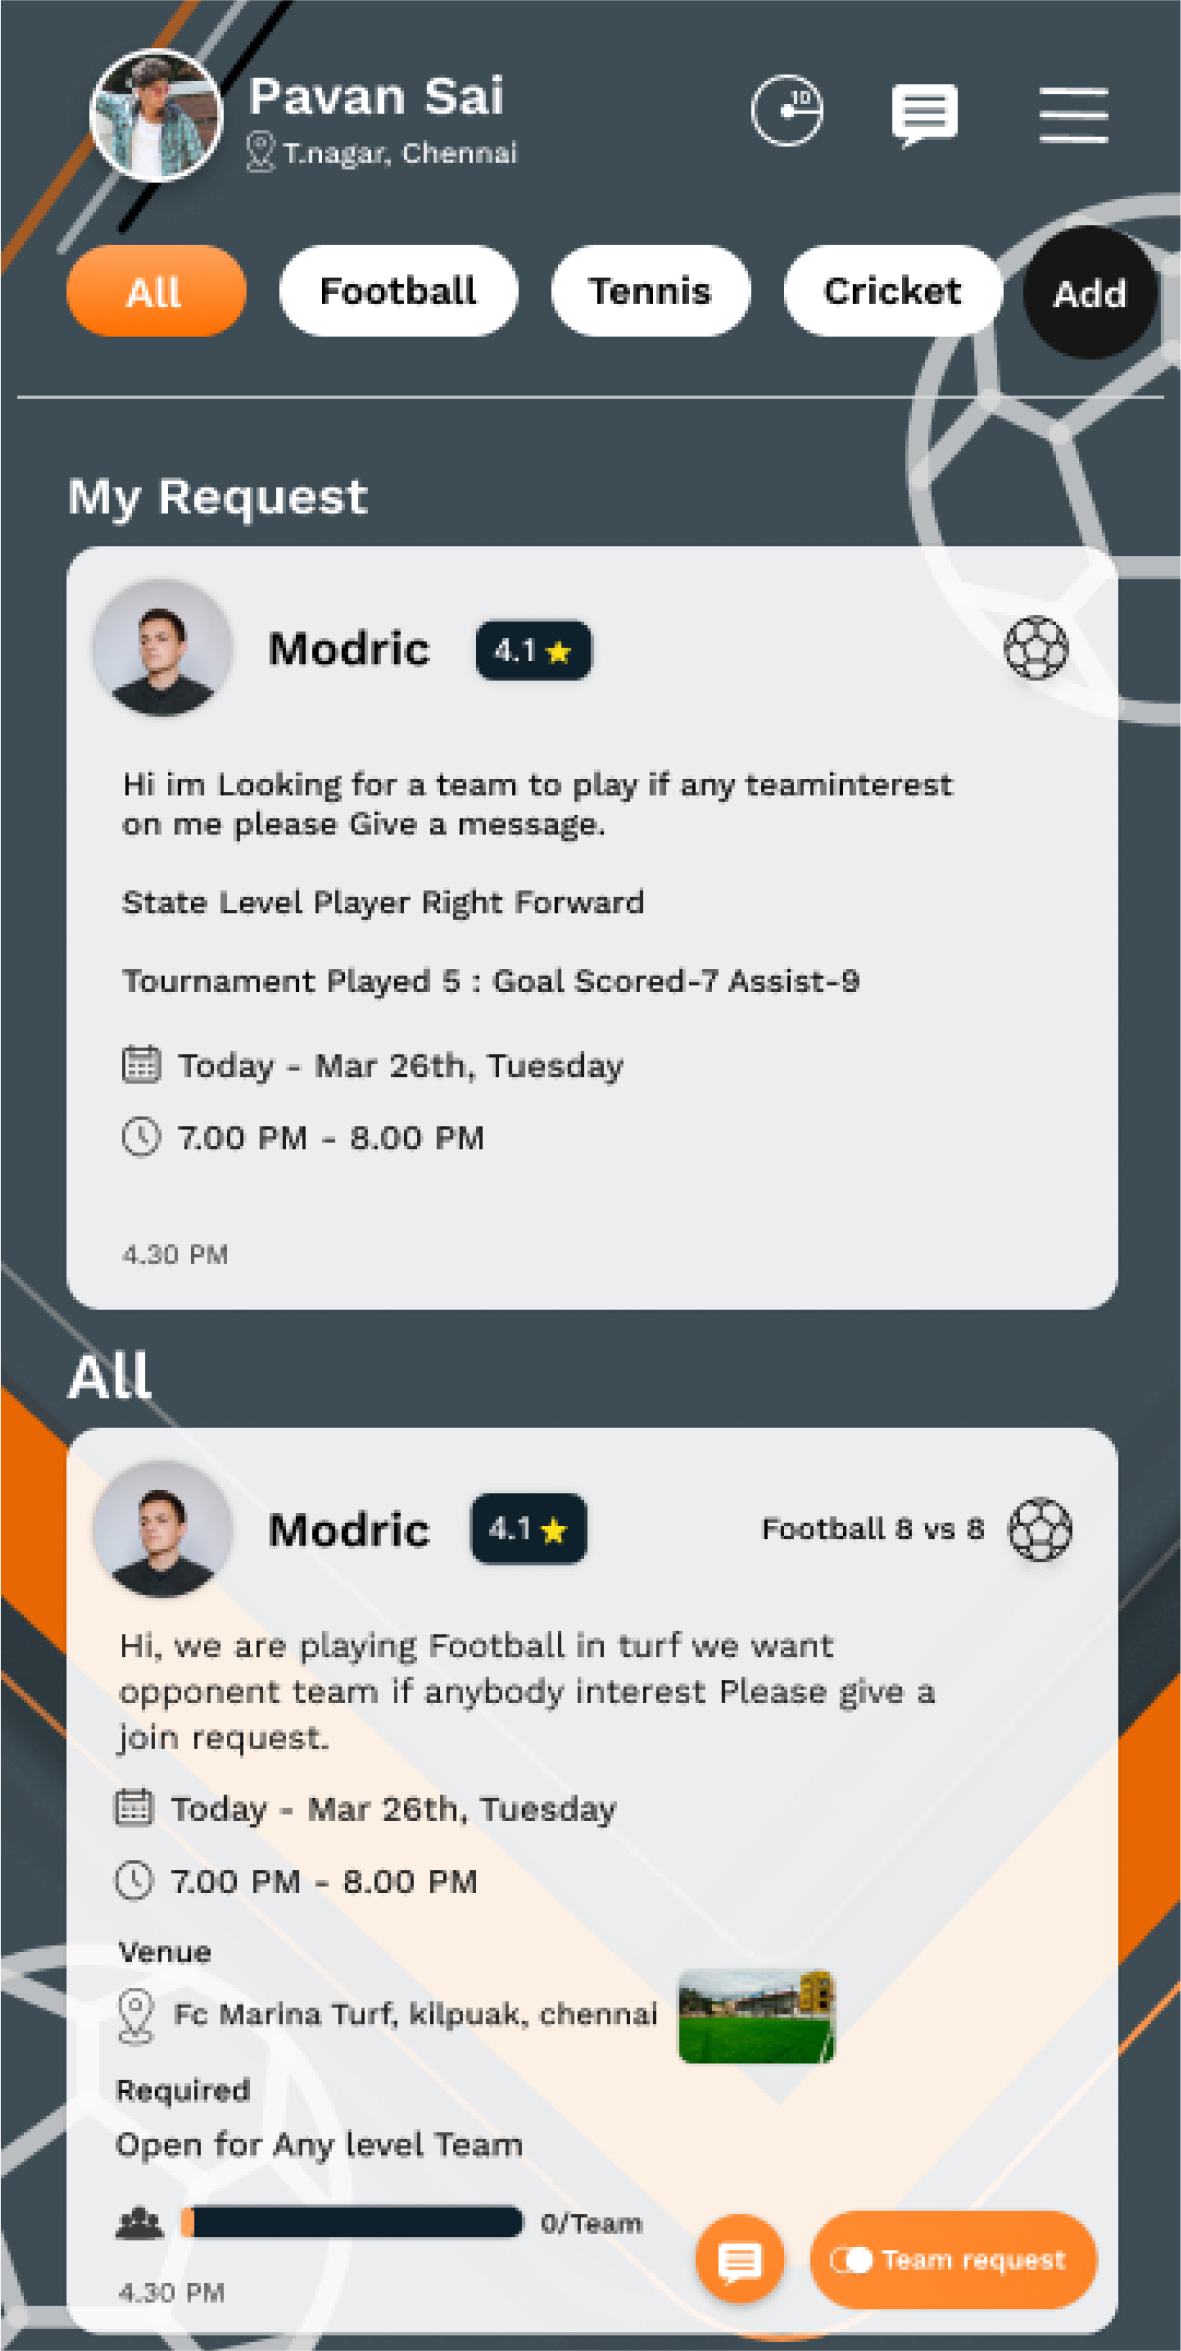 Pavan Sai
T.nagar, Chennai
10
All
Football
Tennis
Cricket
Add
My Request
Modric
4.1
Hi im Looking for a team to play if any teaminterest
on me please Give a message.
State Level Player Right Forward
Tournament Played 5 : Goal Scored-7 Assist-9
Today - Mar 26th, Tuesday
7.00 PM - 8.00 PM
4.30 PM
All
Modric
4.1
Football 8 vs 8
Hi, we are playing Football in turf we want
opponent team if anybody interest Please give a
join request.
Today - Mar 26th, Tuesday
7.00 PM - 8.00 PM
Venue
Fc Marina Turf, kilpuak, chennai
Required
Open for Any level Team
0/Team
Team request
4.30 PM